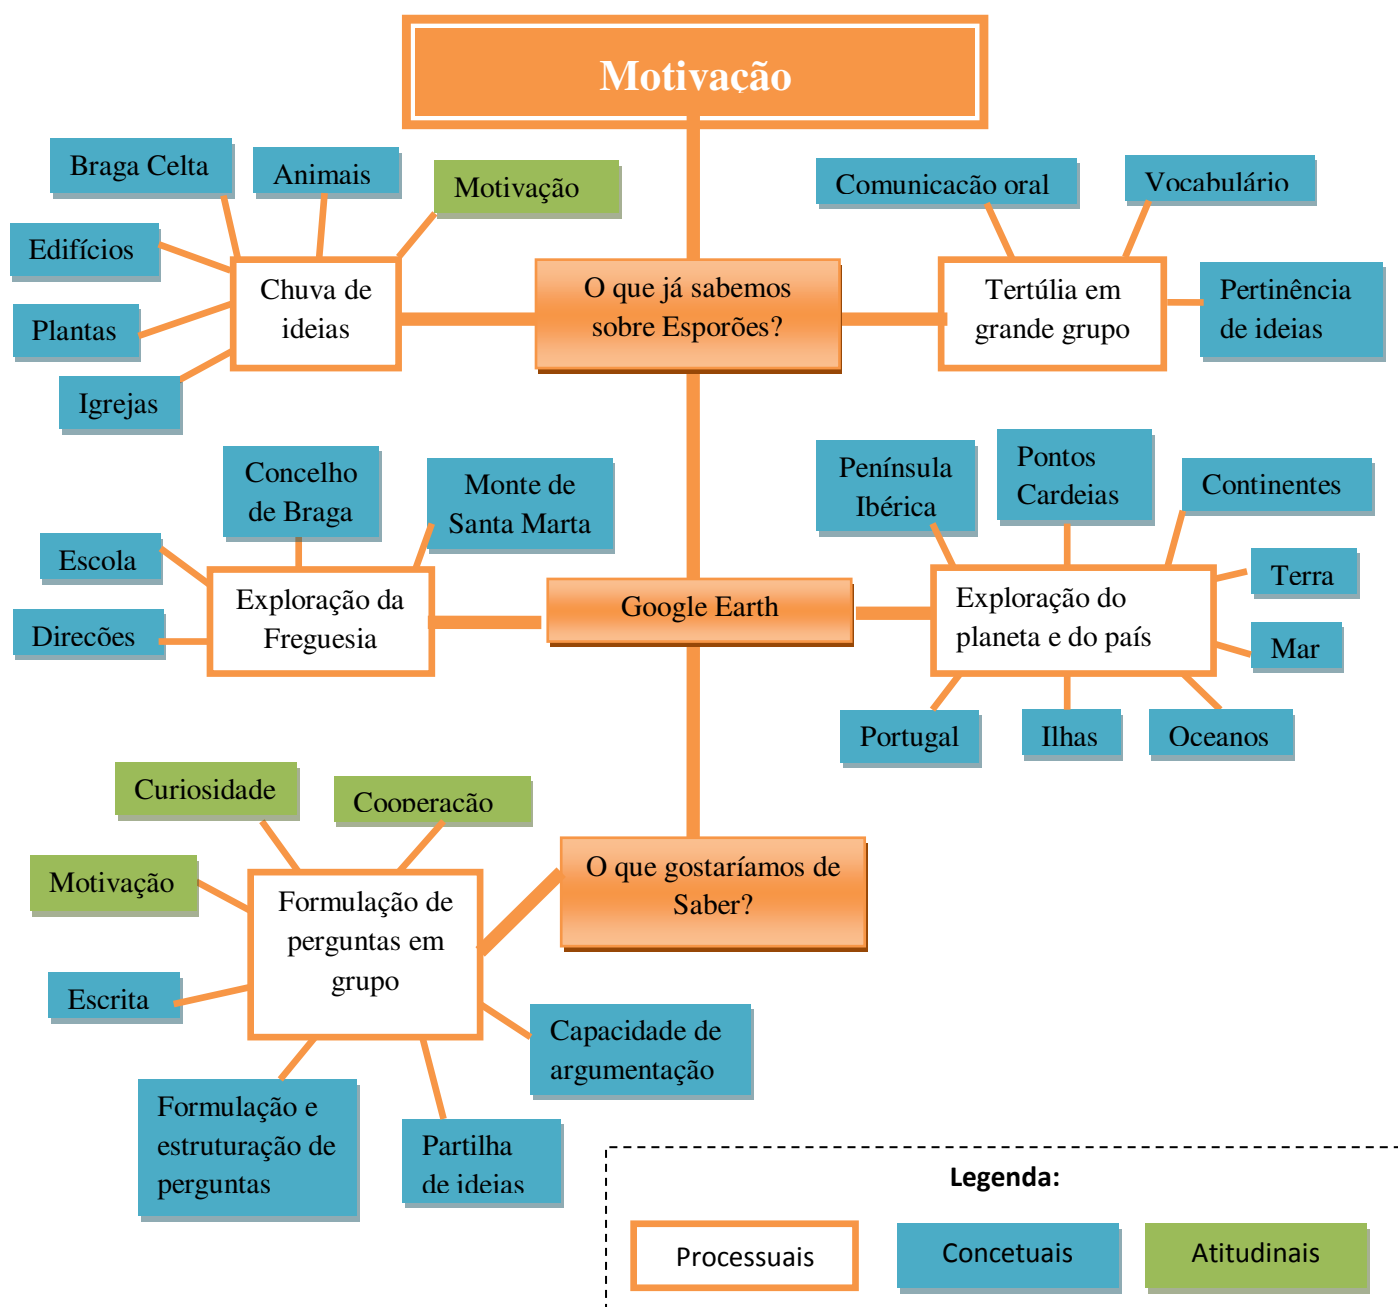 Motivação
Braga Celta
Animais
Motivação
Comunicacão oral
Vocabulário
Edifícios
Chuva de
ideias
O que já sabemos
sobre Esporões?
Tertúlia em
grande grupo
Pertinência
de ideias
Plantas
Igrejas
Concelho
de Braga
Monte de
Santa Marta
Península
Ibérica
Pontos
Cardeias
Continentes
Escola
Direcões
Exploração da
Freguesia
Google Earth
Exploração do
planeta e do país
Terra
Mar
Portugal
Ilhas
Oceanos
Curiosidade
Cooperação
Motivação
Formulação de
perguntas em
grupo
O que gostaríamos de
Saber?
Escrita
Capacidade de
argumentação
Formulação e
estruturação de
perguntas
Partilha
de ideias
Legenda:
Processuais
Concetuais
Atitudinais